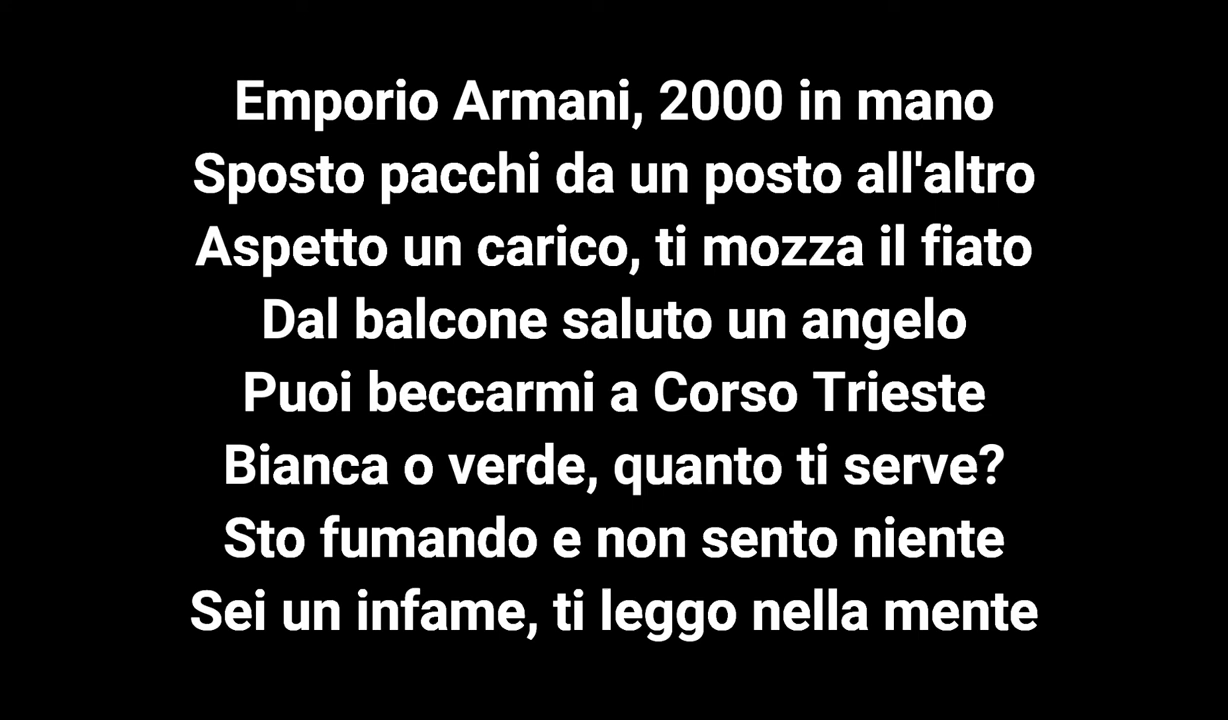 Emporio Armani, 2000 in mano
Sposto pacchi da un posto all'altro
Aspetto un carico, ti mozza il fiato
Dal balcone saluto un angelo
Puoi beccarmi a Corso Trieste
Bianca o verde, quanto ti serve?
Sto fumando e non sento niente
Sei un infame, ti leggo nella mente